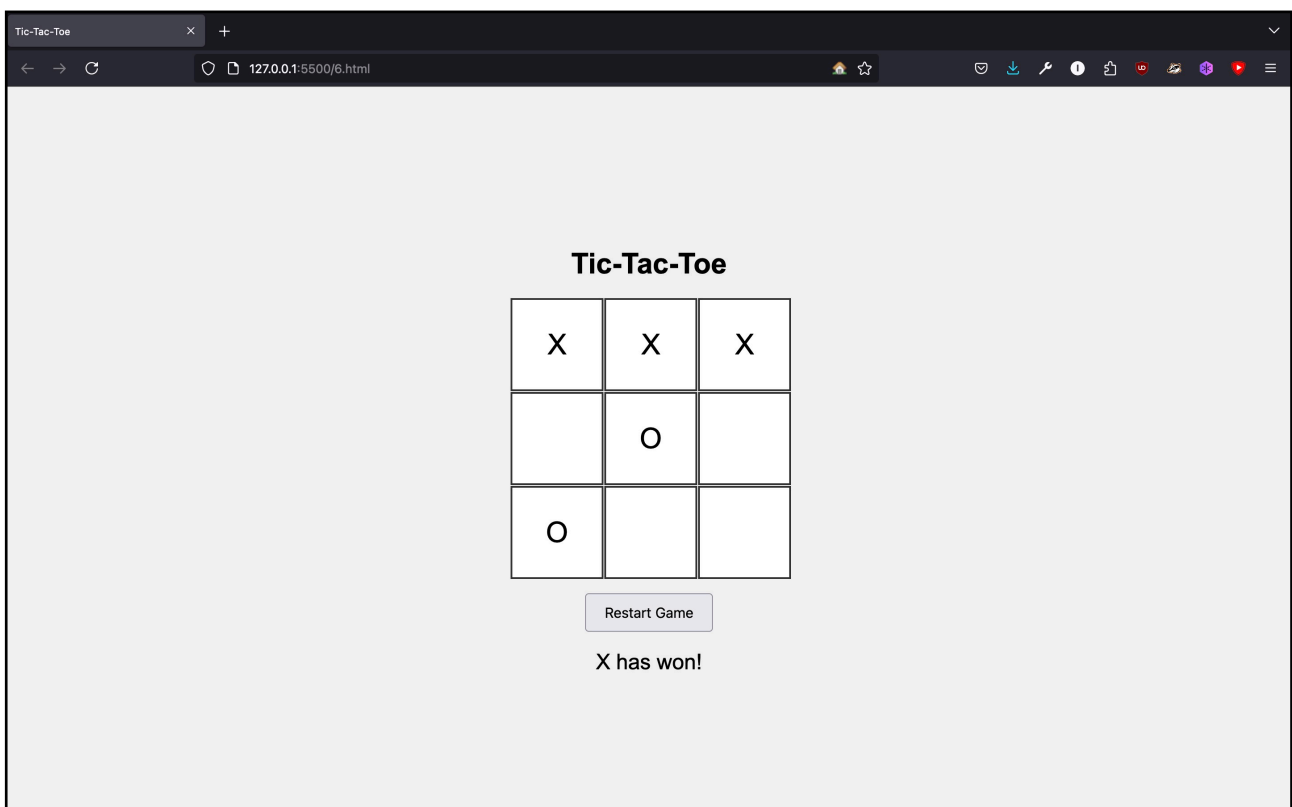 Tic-Tac-Toe
127.0.0.1:5500/6.html
Tic-Tac-Toe
X X X
O
O
Restart Game
X has won!